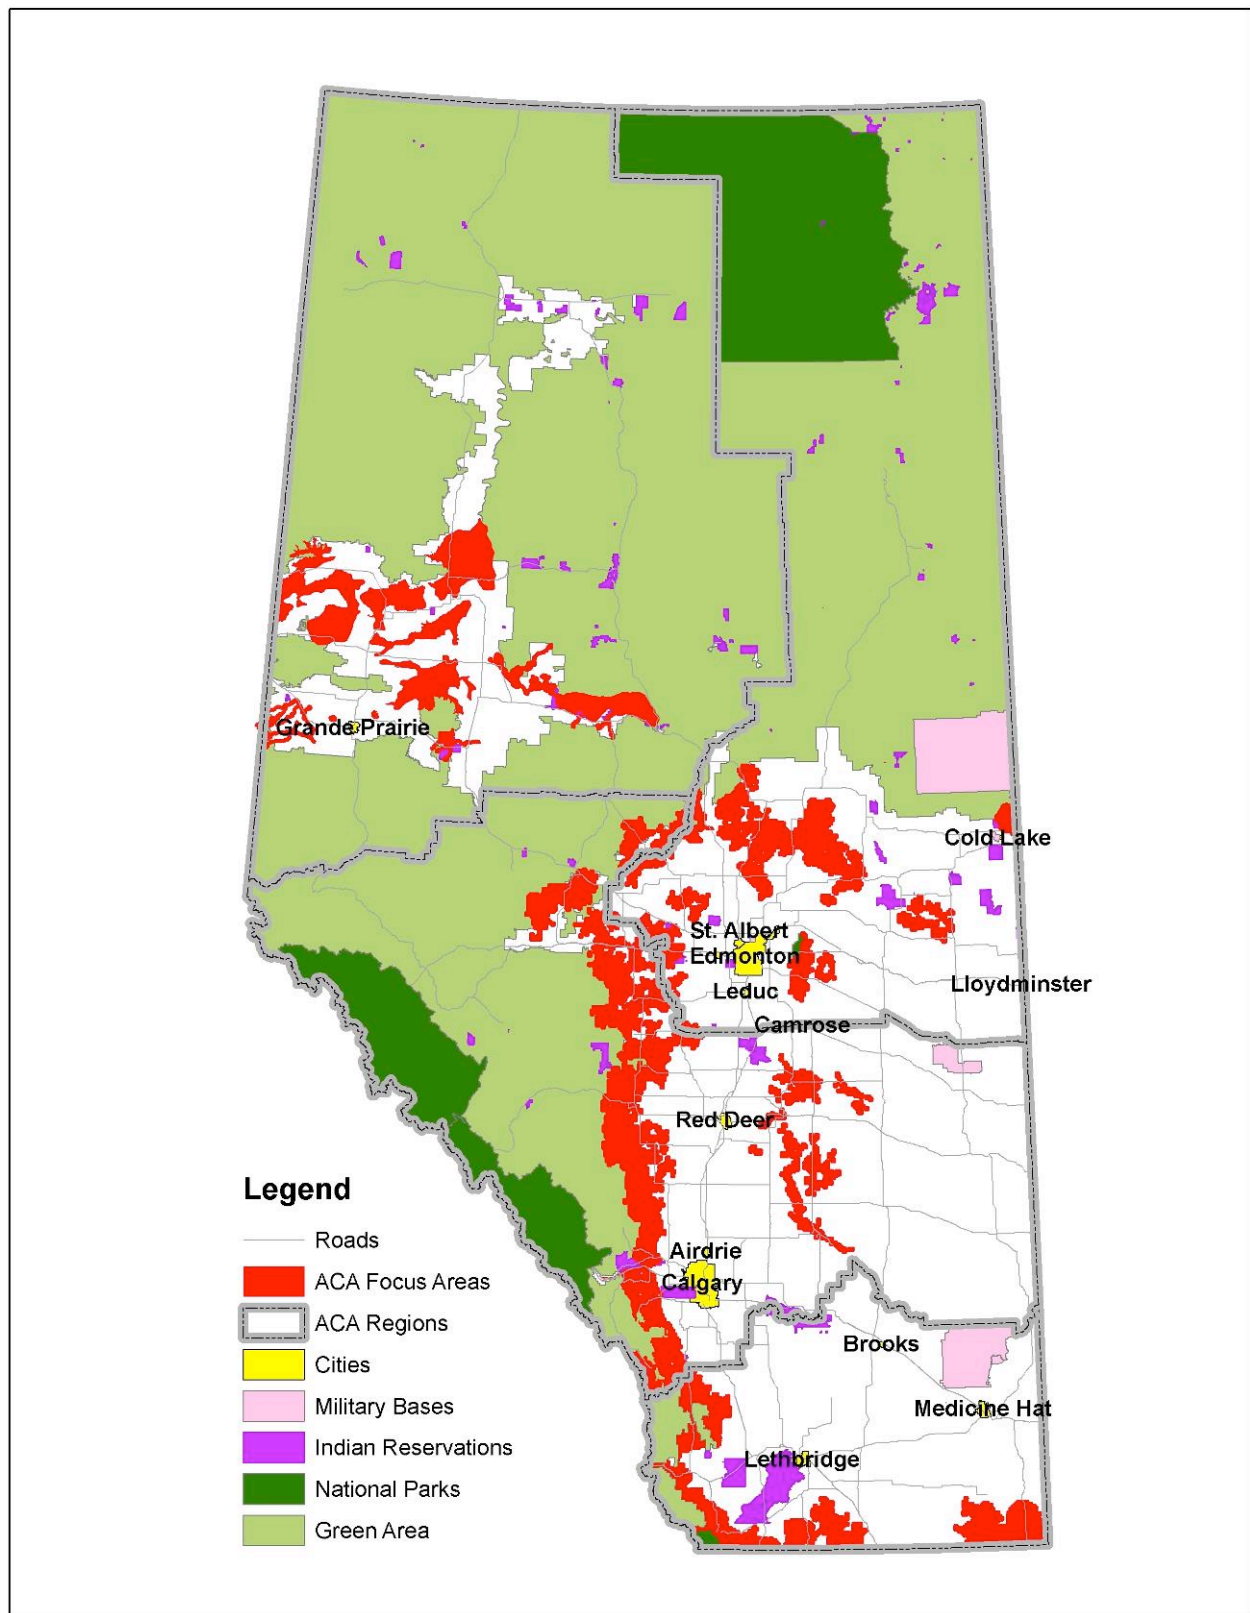 Grande Prairie
Cold Lake
St. Albert
Edmonton
Lloydminster
Leduc
Camrose
Red Deer
Airdrie
Calgary
Brooks
Medicine Hat
Lethbridge
Legend
Roads
ACA Focus Areas
ACA Regions
Cities
Military Bases
Indian Reservations
National Parks
Green Area